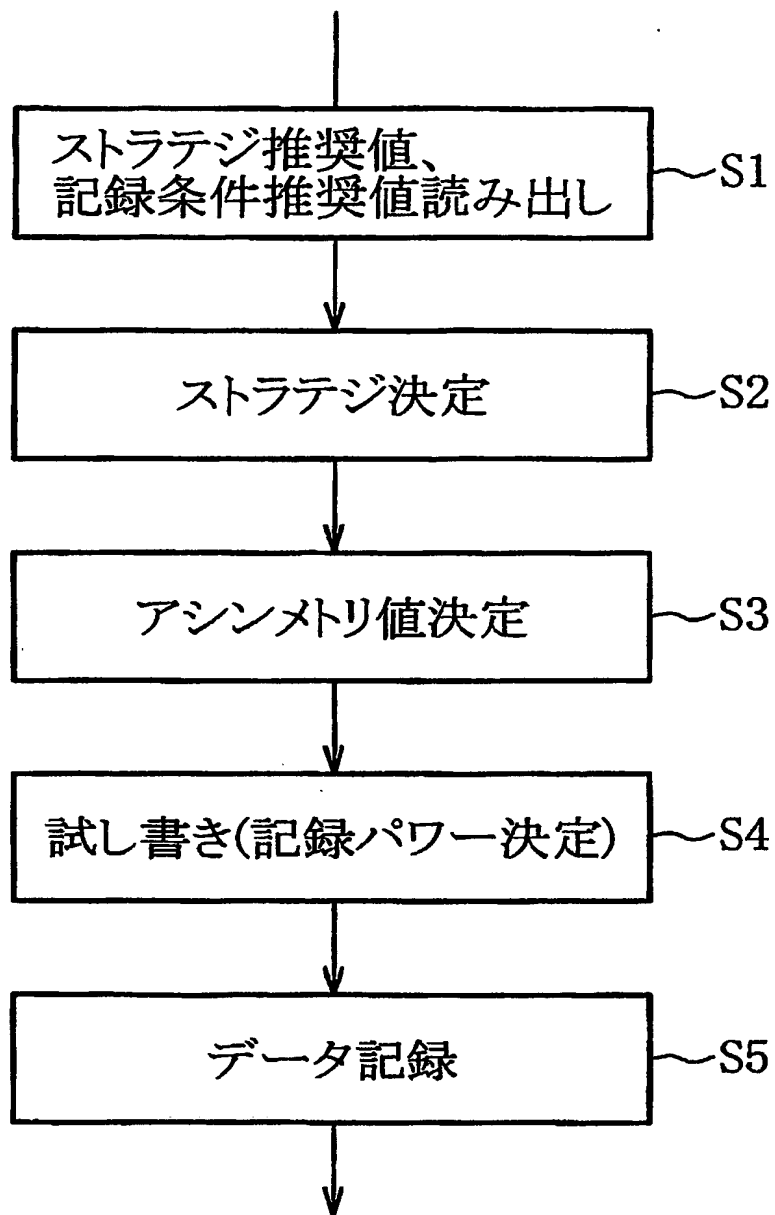 ストラテジ推奨値、
記録条件推奨値読み出し
S1
ストラテジ決定
S2
アシンメトリ値決定
S3
試し書き(記録パワー決定)
S4
データ記録
S5